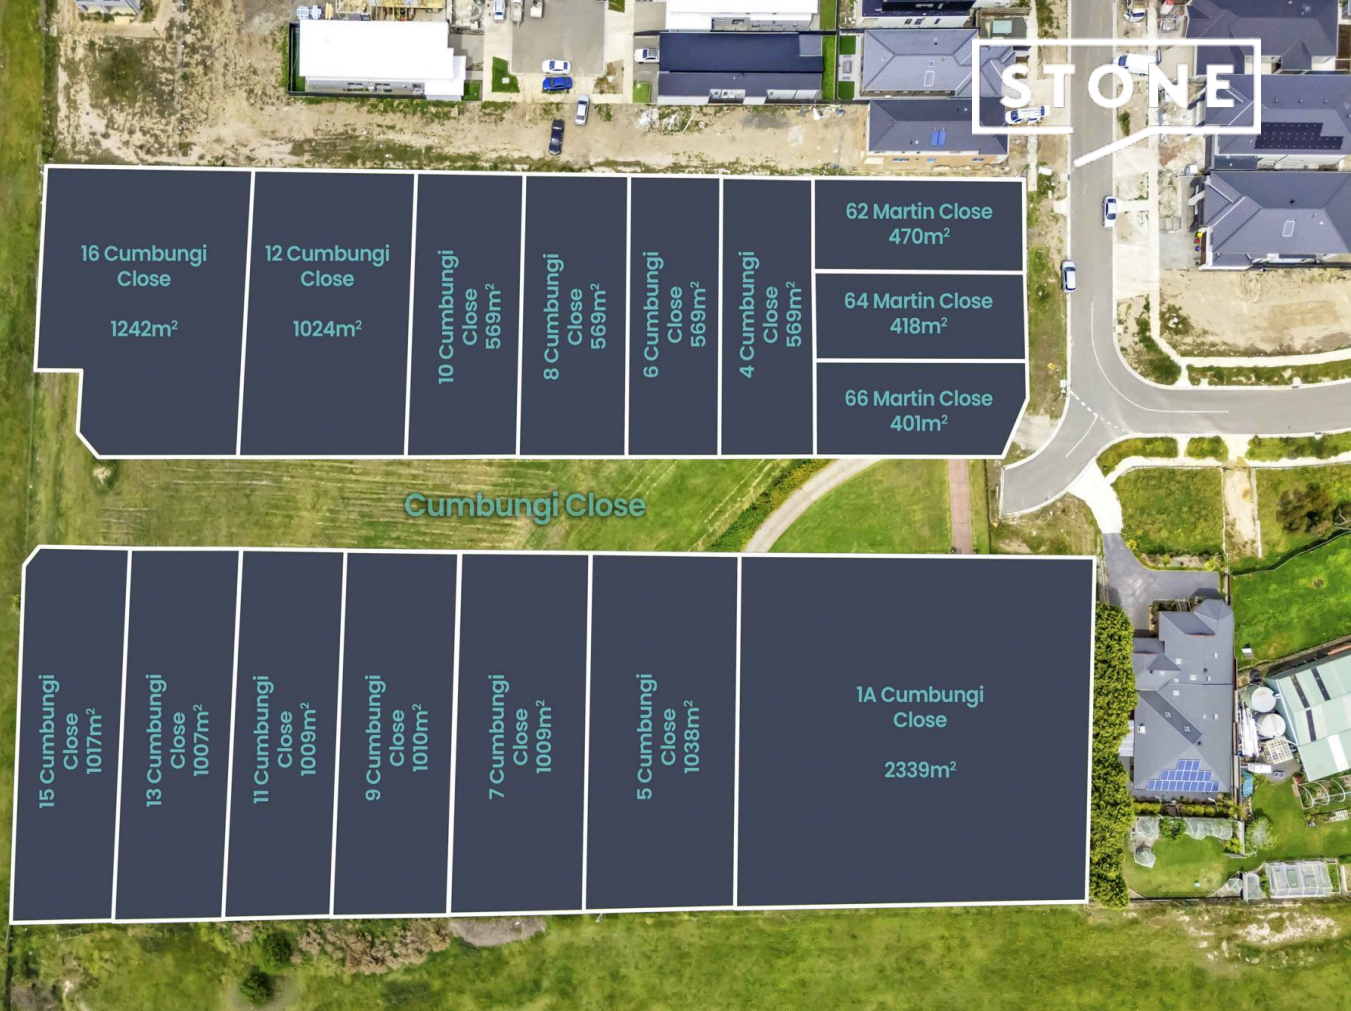 STONE
16 Cumbungi
Close
1242m²
12 Cumbungi
Close
1024m²
10 Cumbungi
Close
569m²
8 Cumbungi
Close
569m²
6 Cumbungi
Close
569m²
4 Cumbungi
Close
569m²
62 Martin Close
470m²
64 Martin Close
418m²
66 Martin Close
401m²
Cumbungi Close
15 Cumbungi
Close
1017m²
13 Cumbungi
Close
1007m²
11 Cumbungi
Close
1009m²
9 Cumbungi
Close
1010m²
7 Cumbungi
Close
1009m²
5 Cumbungi
Close
1038m²
1A Cumbungi
Close
2339m²